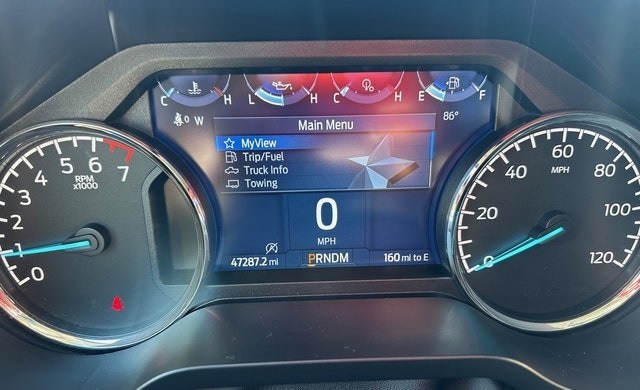 C H L H C H E F
W 86°
Main Menu
MyView
Trip/Fuel
Truck Info
Towing
0
MPH
47287.2 mi PRNDM 160 mi to E
0 1 2 3 4 5 6 7
RPM
x1000
0 20 40 60 80 100 120
MPH